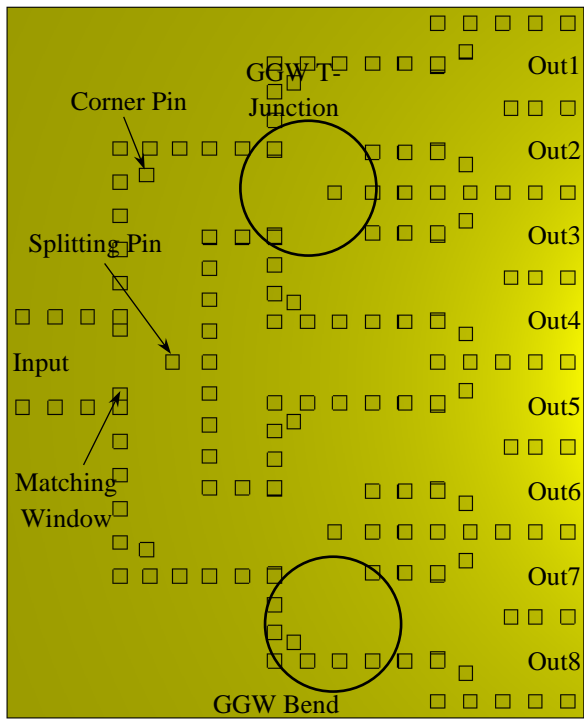 Out1
GGW T-
Junction
Corner Pin
Out2
Splitting Pin
Out3
Out4
Input
Out5
Matching
Window
Out6
Out7
Out8
GGW Bend